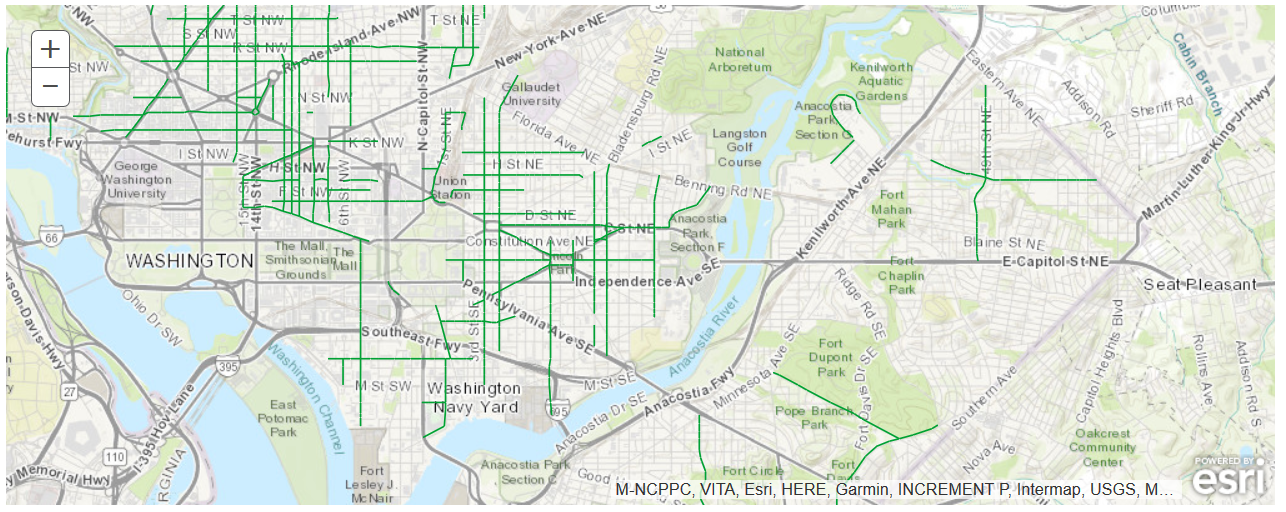 T St NW
T St NE
S St NW
R St NW
Rhodes Island Ave NW
New York Ave NE
St NW
N St NW
M St NW
K St NW
I St NW
H St NW
F St NW
15th St NW
14th St NW
6th St NW
N Capitol St NW
1st St NE
ehurst Fwy
George
Washington
University
Union
Station
Gallaudet
University
Florida Ave NE
Bladensburg Rd NE
I St NE
H St NE
D St NE
C St NE
Benning Rd NE
National
Arboretum
Kenilworth
Aquatic
Gardens
Anacostia
Park,
Langston
Golf
Course
Anacostia
Park,
Section F
Kenilworth Ave NE
Eastern Ave NE
49th St NE
Addison Rd
Sheriff Rd
Cabin Branch
Martin Luther King Jr Hwy
Fort
Mahan
Park
Blaine St NE
E Capitol St NE
Fort
Chaplin
Park
Seat Pleasant
66
WASHINGTON
The Mall,
Smithsonian
Grounds
The
Mall
Constitution Ave NE
Lincoln
Park
Independence Ave SE
Pennsylvania Ave SE
Southeast Fwy
3rd St SE
M St SE
M St SW
Washington
Navy Yard
Ohio Dr SW
Washington Channel
395
695
27
110
I-395 Hov Lane
East
Potomac
Park
Fort
Lesley J
McNair
Anacostia River
Anacostia Fwy
Anacostia Dr SE
Anacostia Park
Section C
Minnesota Ave SE
Ridge Rd SE
Fort
Dupont
Park
Fort Davis Dr SE
Pope Branch
Park
Fort Circle
Southern Ave
Nova Ave
Capitol Heights Blvd
Rollins Ave
Addison Rd S
Oakcrest
Community
Center
erson Davis Hwy
Memorial Hwy
RGINIA
M-NCPPC, VITA, Esri, HERE, Garmin, INCREMENT P, Intermap, USGS, M...
POWERED BY
esri